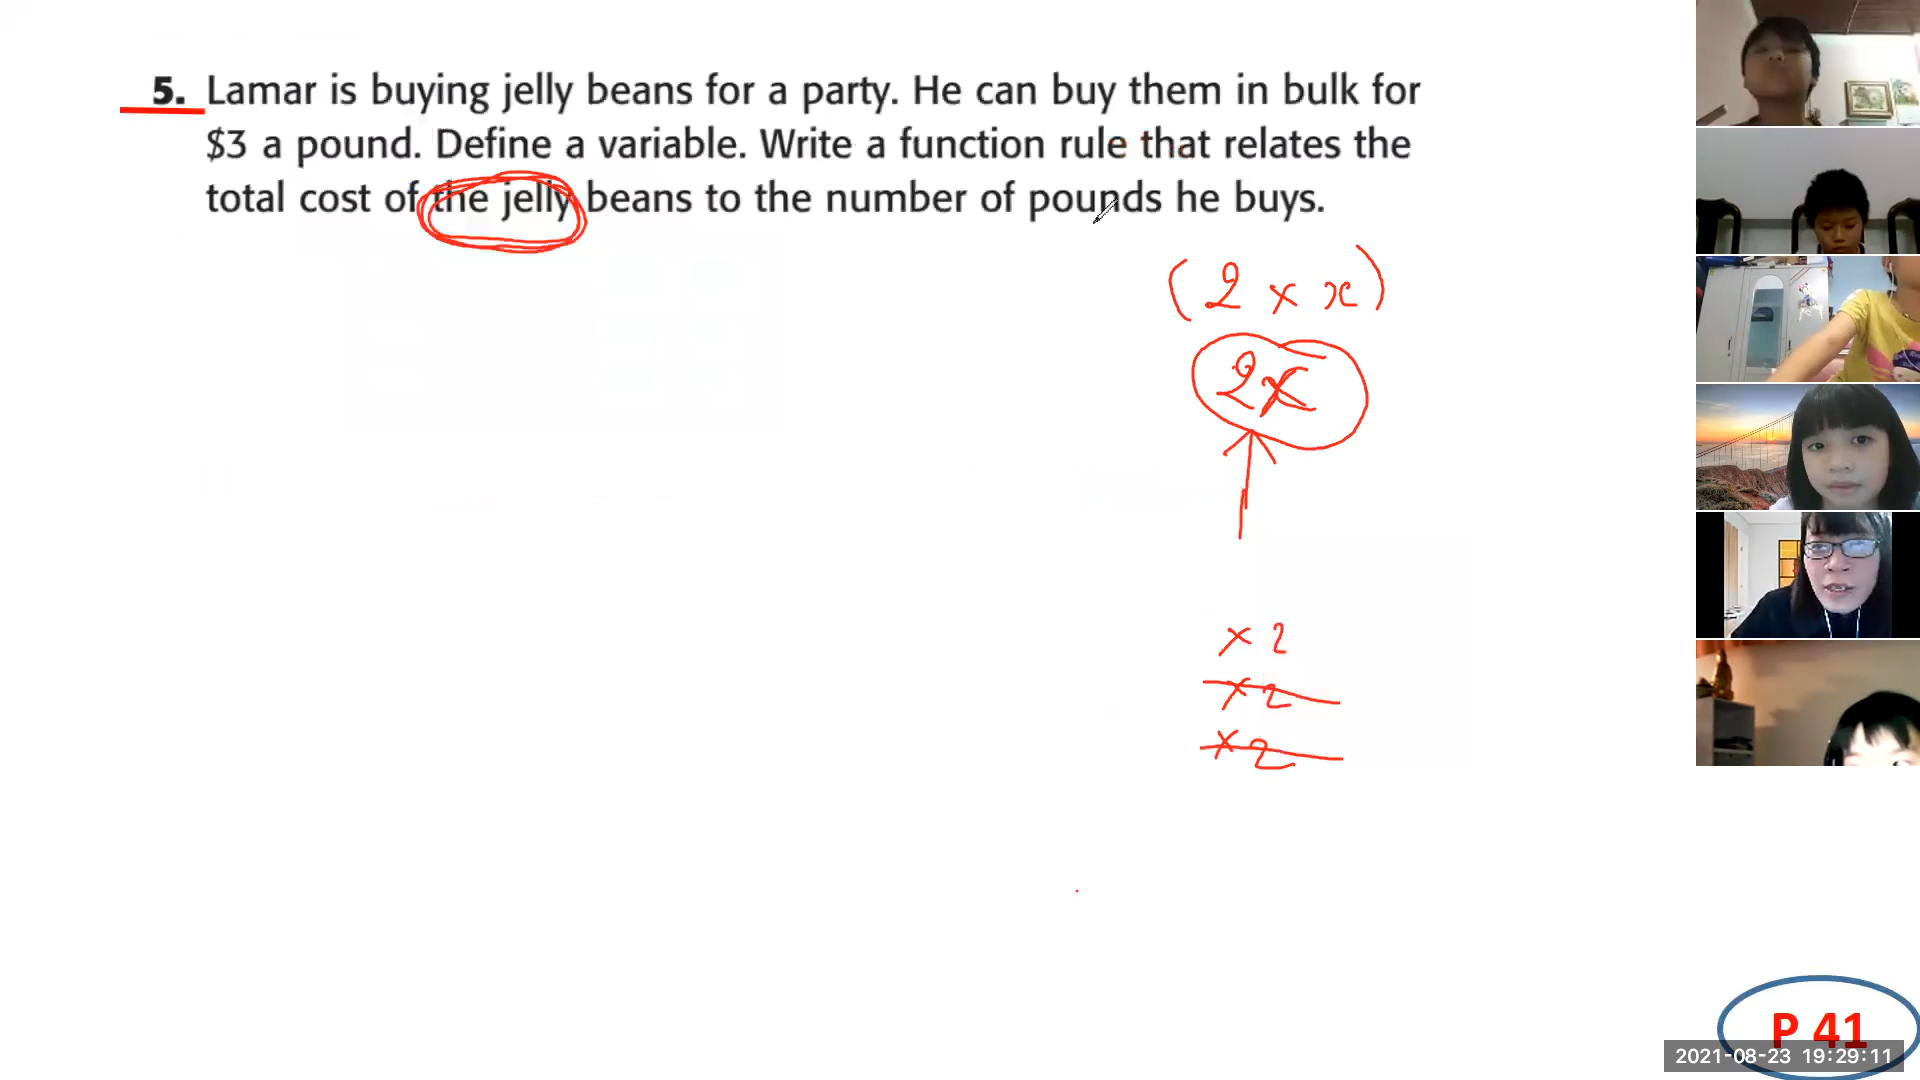 5. Lamar is buying jelly beans for a party. He can buy them in bulk for
$3 a pound. Define a variable. Write a function rule that relates the
total cost of the jelly beans to the number of pounds he buys.
(2 × x)
2x
× 2
× 2
× 2
P 41
2021-08-23 19:29:11